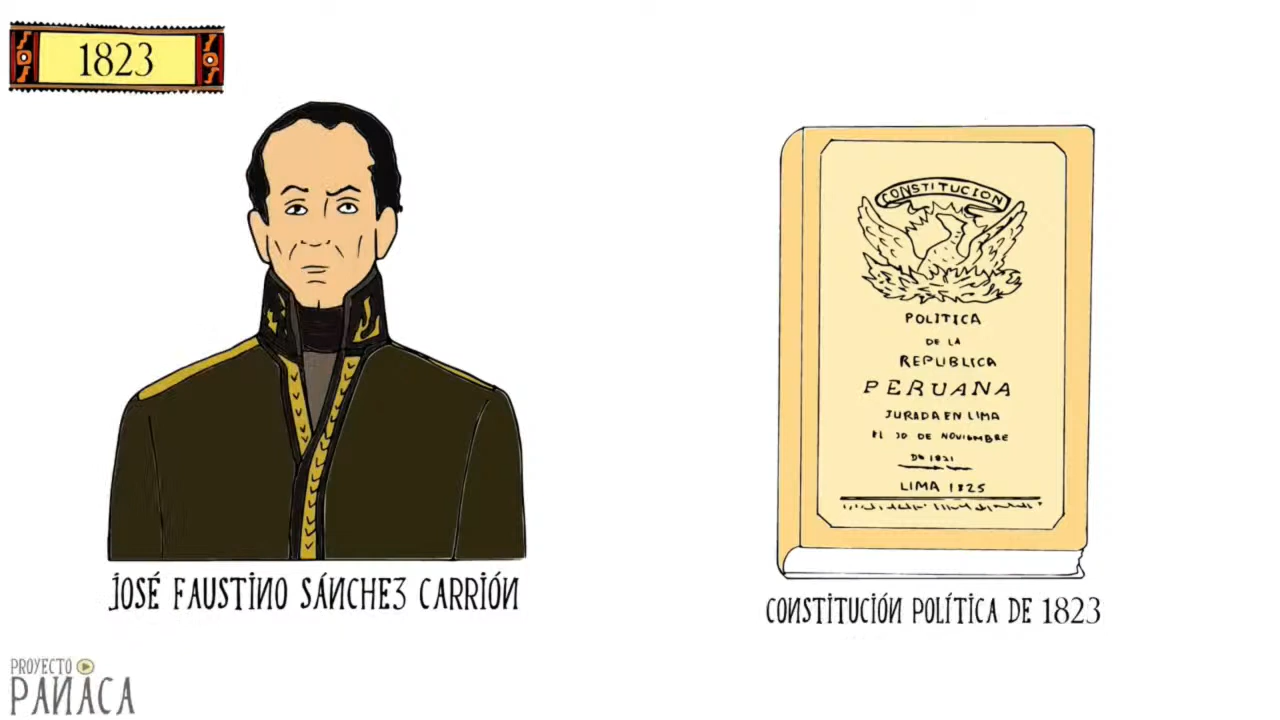 1823
CONSTITUCION
POLITICA
DE LA
REPUBLICA
PERUANA
JURADA EN LIMA
EL 20 DE NOVIEMBRE
DE 1821
LIMA 1825
JOSÉ FAUSTINO SÁNCHEZ CARRIÓN
CONSTITUCIÓN POLÍTICA DE 1823
PROYECTO
PANACA